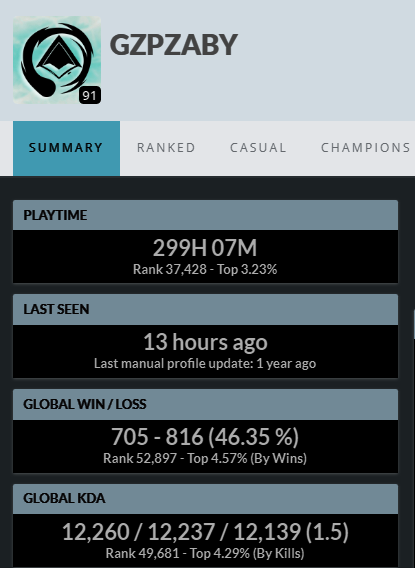 GZPZABY
91
SUMMARY RANKED CASUAL CHAMPIONS
PLAYTIME
299H 07M
Rank 37,428 - Top 3.23%
LAST SEEN
13 hours ago
Last manual profile update: 1 year ago
GLOBAL WIN / LOSS
705 - 816 (46.35 %)
Rank 52,897 - Top 4.57% (By Wins)
GLOBAL KDA
12,260 / 12,237 / 12,139 (1.5)
Rank 49,681 - Top 4.29% (By Kills)